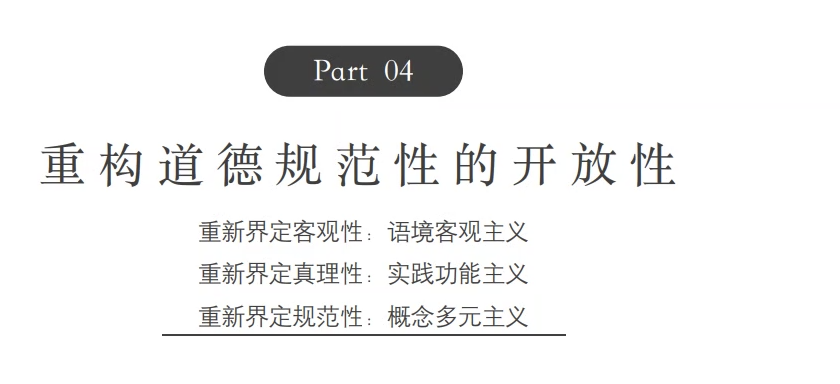 Part 04
重构道德规范性的开放性
重新界定客观性：语境客观主义
重新界定真理性：实践功能主义
重新界定规范性：概念多元主义